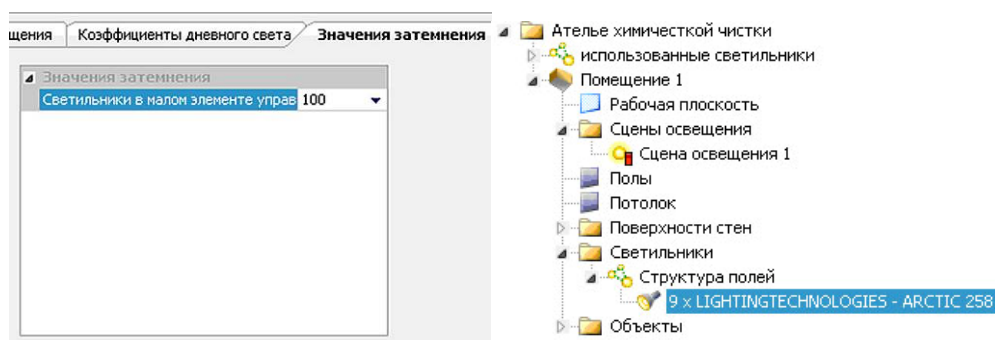 щения
Коэффициенты дневного света
Значения затемнения
Значения затемнения
Светильники в малом элементе управ 100
Ателье химичесткой чистки
использованные светильники
Помещение 1
Рабочая плоскость
Сцены освещения
Сцена освещения 1
Полы
Потолок
Поверхности стен
Светильники
Структура полей
9 x LIGHTINGTECHNOLOGIES - ARCTIC 258
Объекты